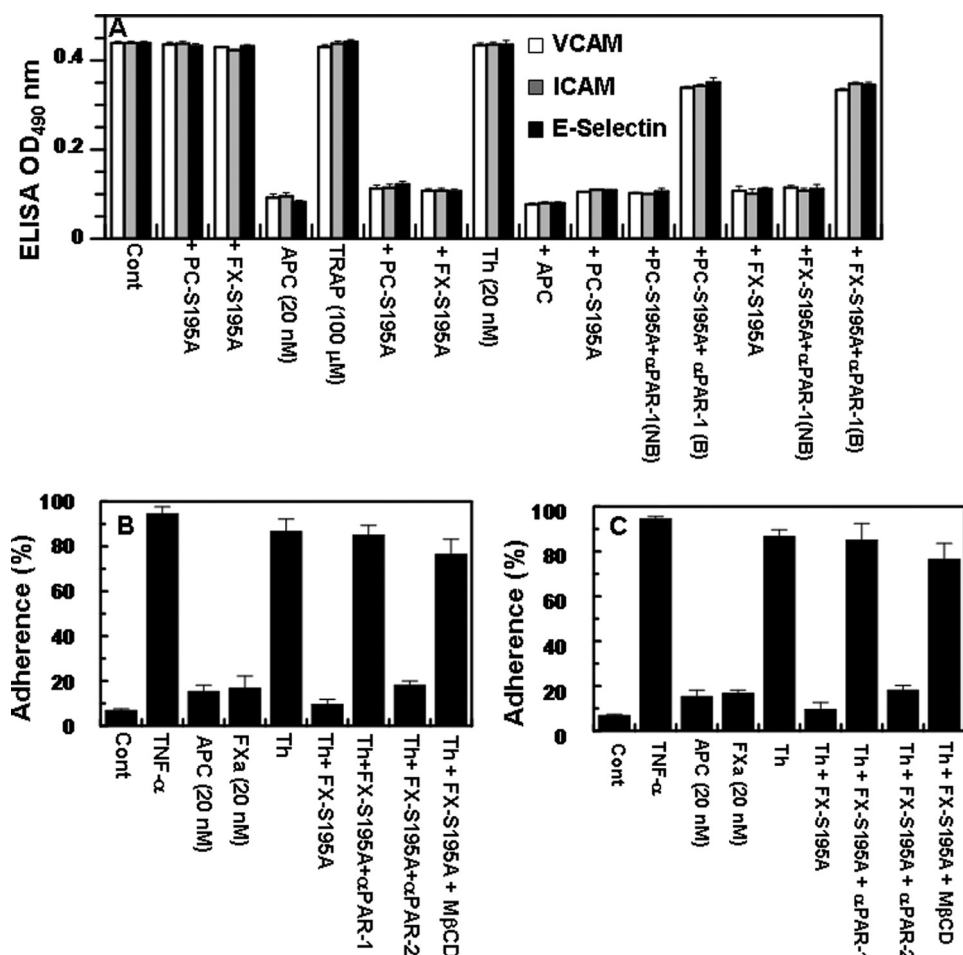 A
VCAM
ICAM
E-Selectin
ELISA OD490 nm
0.4
0.2
0
Cont
+ PC-S195A
+ FX-S195A
APC (20 nM)
TRAP (100 µM)
+ PC-S195A
+ FX-S195A
Th (20 nM)
+ APC
+ PC-S195A
+PC-S195A+αPAR-1(NB)
+PC-S195A+ αPAR-1 (B)
+ FX-S195A
+FX-S195A+αPAR-1(NB)
+ FX-S195A+αPAR-1(B)
B
Adherence (%)
100
80
60
40
20
0
Cont
TNF-α
APC (20 nM)
FXa (20 nM)
Th
Th+ FX-S195A
Th+FX-S195A+αPAR-1
Th+ FX-S195A+αPAR-2
Th + FX-S195A + MβCD
C
Adherence (%)
100
80
60
40
20
0
Cont
TNF-α
APC (20 nM)
FXa (20 nM)
Th
Th + FX-S195A
Th + FX-S195A + αPAR-1
Th + FX-S195A + αPAR-2
Th + FX-S195A + MβCD